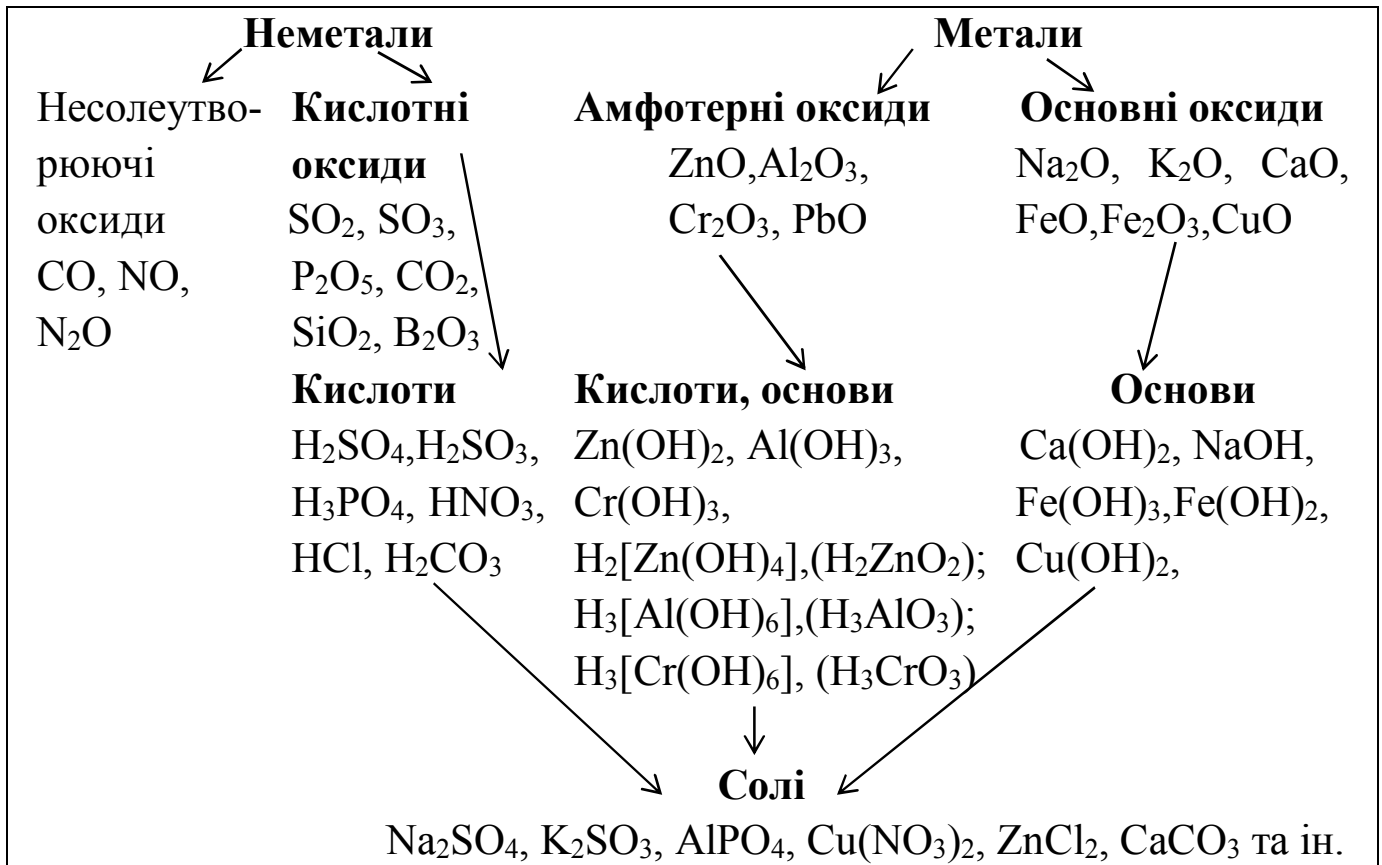 Неметали Метали
Несолеутво- Кислотні Амфотерні оксиди Основні оксиди
рюючі оксиди ZnO,Al₂O₃, Na₂O, K₂O, CaO,
оксиди SO₂, SO₃, Cr₂O₃, PbO FeO,Fe₂O₃,CuO
CO, NO, P₂O₅, CO₂,
N₂O SiO₂, B₂O₃
Кислоти Кислоти, основи Основи
H₂SO₄,H₂SO₃, Zn(OH)₂, Al(OH)₃, Ca(OH)₂, NaOH,
H₃PO₄, HNO₃, Cr(OH)₃, Fe(OH)₃,Fe(OH)₂,
HCl, H₂CO₃ H₂[Zn(OH)₄],(H₂ZnO₂); Cu(OH)₂,
H₃[Al(OH)₆],(H₃AlO₃);
H₃[Cr(OH)₆], (H₃CrO₃)
Солі
Na₂SO₄, K₂SO₃, AlPO₄, Cu(NO₃)₂, ZnCl₂, CaCO₃ та ін.